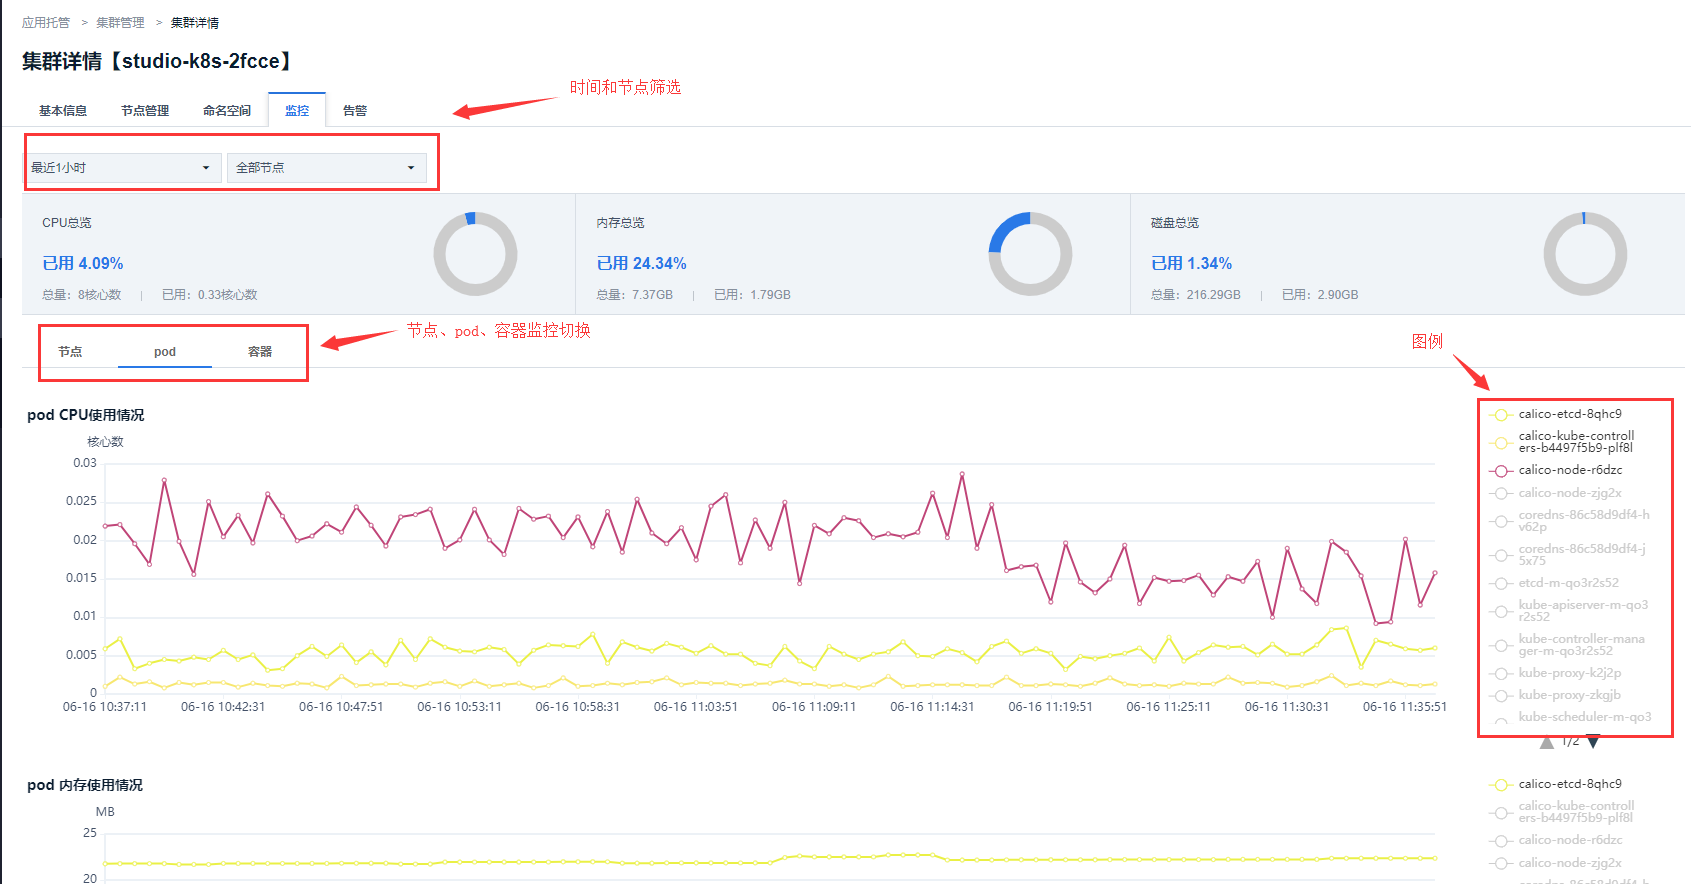 应用托管 > 集群管理 > 集群详情
集群详情【studio-k8s-2fcce】
时间和节点筛选
基本信息 节点管理 命名空间 监控 告警
最近1小时 全部节点
CPU总览
已用 4.09%
总量：8核心数 | 已用：0.33核心数
内存总览
已用 24.34%
总量：7.37GB | 已用：1.79GB
磁盘总览
已用 1.34%
总量：216.29GB | 已用：2.90GB
节点、pod、容器监控切换
图例
节点 pod 容器
pod CPU使用情况
核心数
0.03
0.025
0.02
0.015
0.01
0.005
0
06-16 10:37:11 06-16 10:42:31 06-16 10:47:51 06-16 10:53:11 06-16 10:58:31 06-16 11:03:51 06-16 11:09:11 06-16 11:14:31 06-16 11:19:51 06-16 11:25:11 06-16 11:30:31 06-16 11:35:51
calico-etcd-8qhc9
calico-kube-controll
ers-b4497f5b9-plf8l
calico-node-r6dzc
calico-node-zjg2x
coredns-86c58d9df4-h
v62p
coredns-86c58d9df4-j
5x75
etcd-m-qo3r2s52
kube-apiserver-m-qo3
r2s52
kube-controller-mana
ger-m-qo3r2s52
kube-proxy-k2j2p
kube-proxy-zkgjb
kube-scheduler-m-qo3
1/2
pod 内存使用情况
MB
25
20
calico-etcd-8qhc9
calico-kube-controll
ers-b4497f5b9-plf8l
calico-node-r6dzc
calico-node-zjg2x